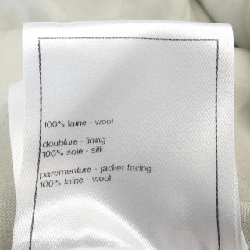 100% laine - wool
doublure - lining
100% soie - silk
parementure - jacket facing
100% laine - wool